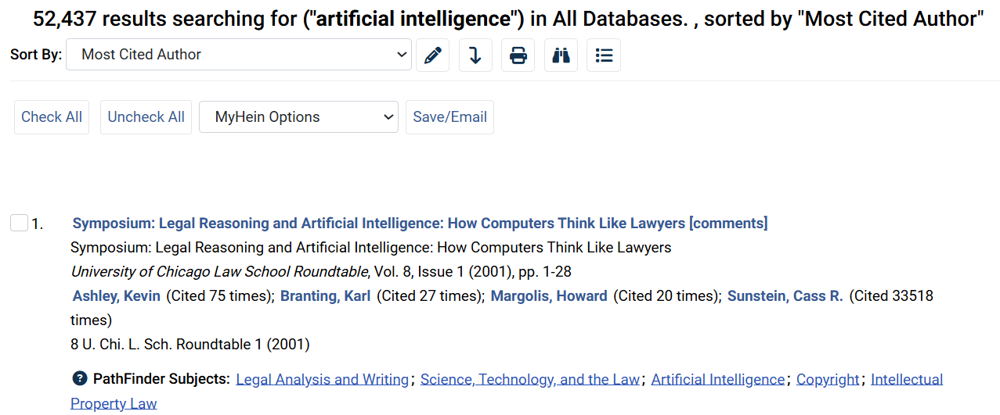 52,437 results searching for ("artificial intelligence") in All Databases. , sorted by "Most Cited Author"
Sort By: Most Cited Author
Check All Uncheck All MyHein Options Save/Email
1. Symposium: Legal Reasoning and Artificial Intelligence: How Computers Think Like Lawyers [comments]
Symposium: Legal Reasoning and Artificial Intelligence: How Computers Think Like Lawyers
University of Chicago Law School Roundtable, Vol. 8, Issue 1 (2001), pp. 1-28
Ashley, Kevin (Cited 75 times); Branting, Karl (Cited 27 times); Margolis, Howard (Cited 20 times); Sunstein, Cass R. (Cited 33518
times)
8 U. Chi. L. Sch. Roundtable 1 (2001)
? PathFinder Subjects: Legal Analysis and Writing; Science, Technology, and the Law; Artificial Intelligence; Copyright; Intellectual
Property Law